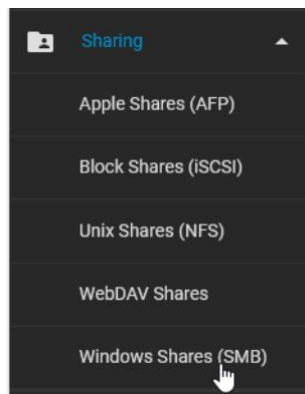 Sharing
Apple Shares (AFP)
Block Shares (iSCSI)
Unix Shares (NFS)
WebDAV Shares
Windows Shares (SMB)